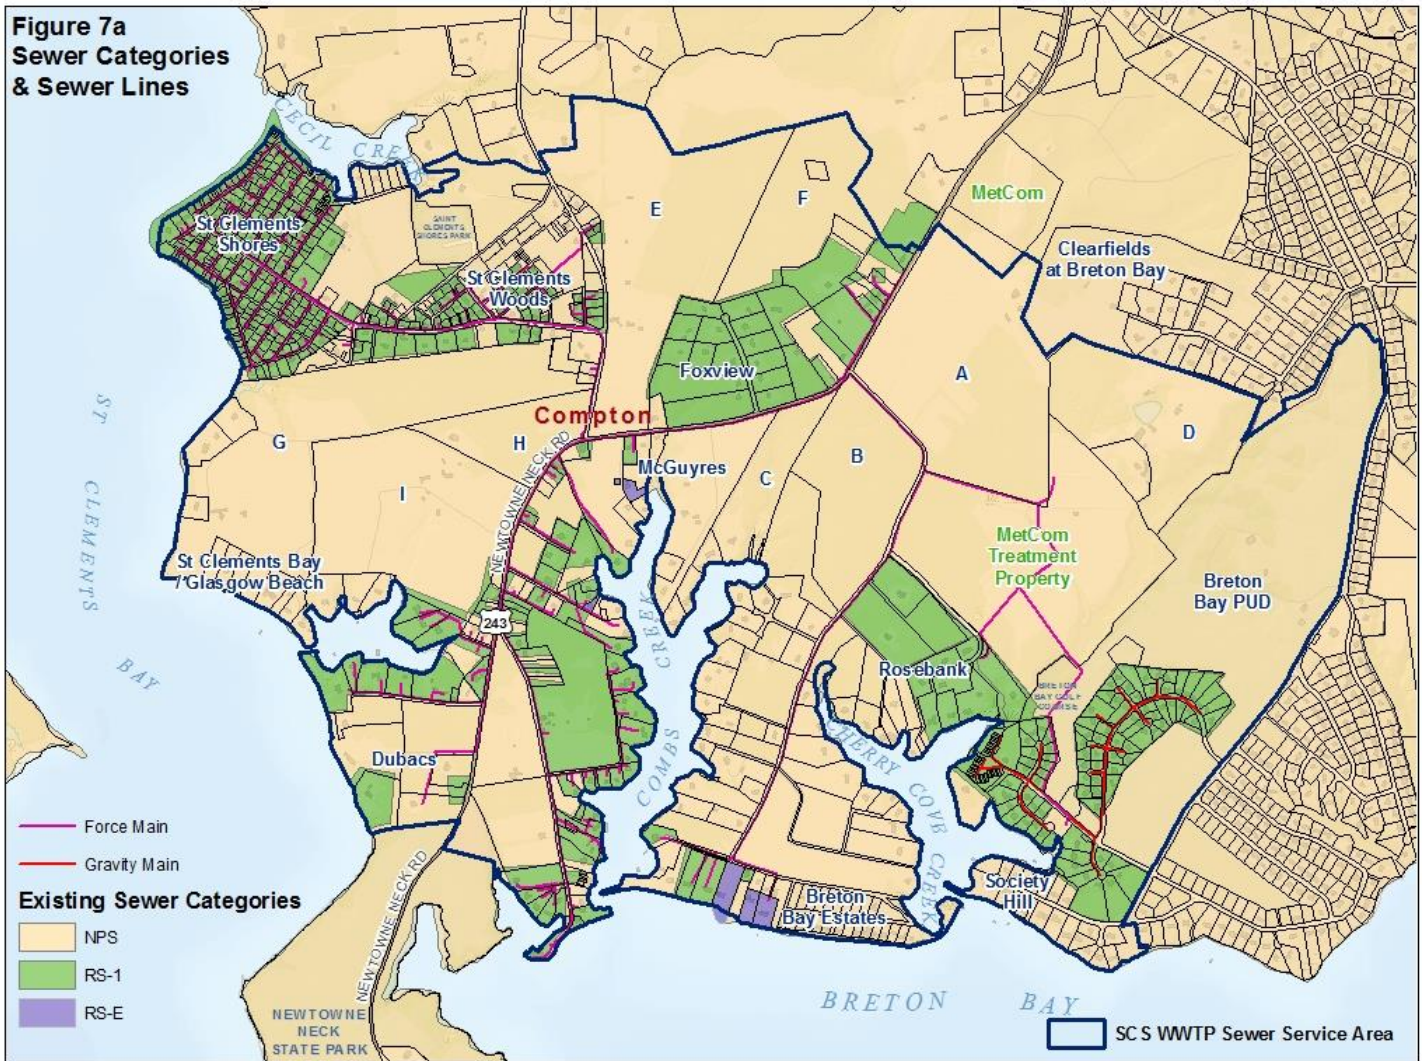 Figure 7a
Sewer Categories
& Sewer Lines
CECIL CREEK
St Clements
Shores
SAINT
CLEMENTS
SHORES PARK
St Clements
Woods
E
F
MetCom
Clearfields
at Breton Bay
Foxview
A
D
Compton
G
H
I
NEWTOWNE NECK RD
McGuyres
C
B
ST CLEMENTS BAY
St Clements Bay
/Glasgow Beach
MetCom
Treatment
Property
Breton
Bay PUD
243
COMBS CREEK
Rosebank
BRETON
BAY GOLF
COURSE
CHERRY COVE CREEK
Dubacs
Society
Hill
Breton
Bay Estates
NEWTOWNE NECK RD
BRETON BAY
NEWTOWNE
NECK
STATE PARK
Force Main
Gravity Main
Existing Sewer Categories
NPS
RS-1
RS-E
SCS WWTP Sewer Service Area